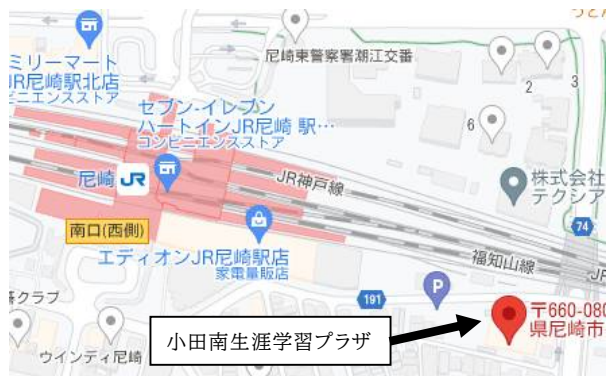 ミリーマート
JR尼崎駅北店
ビニエンスストア
尼崎東警察署潮江交番
2
3
6
セブン-イレブン
ハートインJR尼崎 駅…
コンビニエンスストア
尼崎 JR
JR神戸線
株式会社
テクシア
南口(西側)
エディオンJR尼崎駅店
家電量販店
74
福知山線
191
P
〒660-080
県尼崎市
クラブ
ウインディ尼崎
小田南生涯学習プラザ